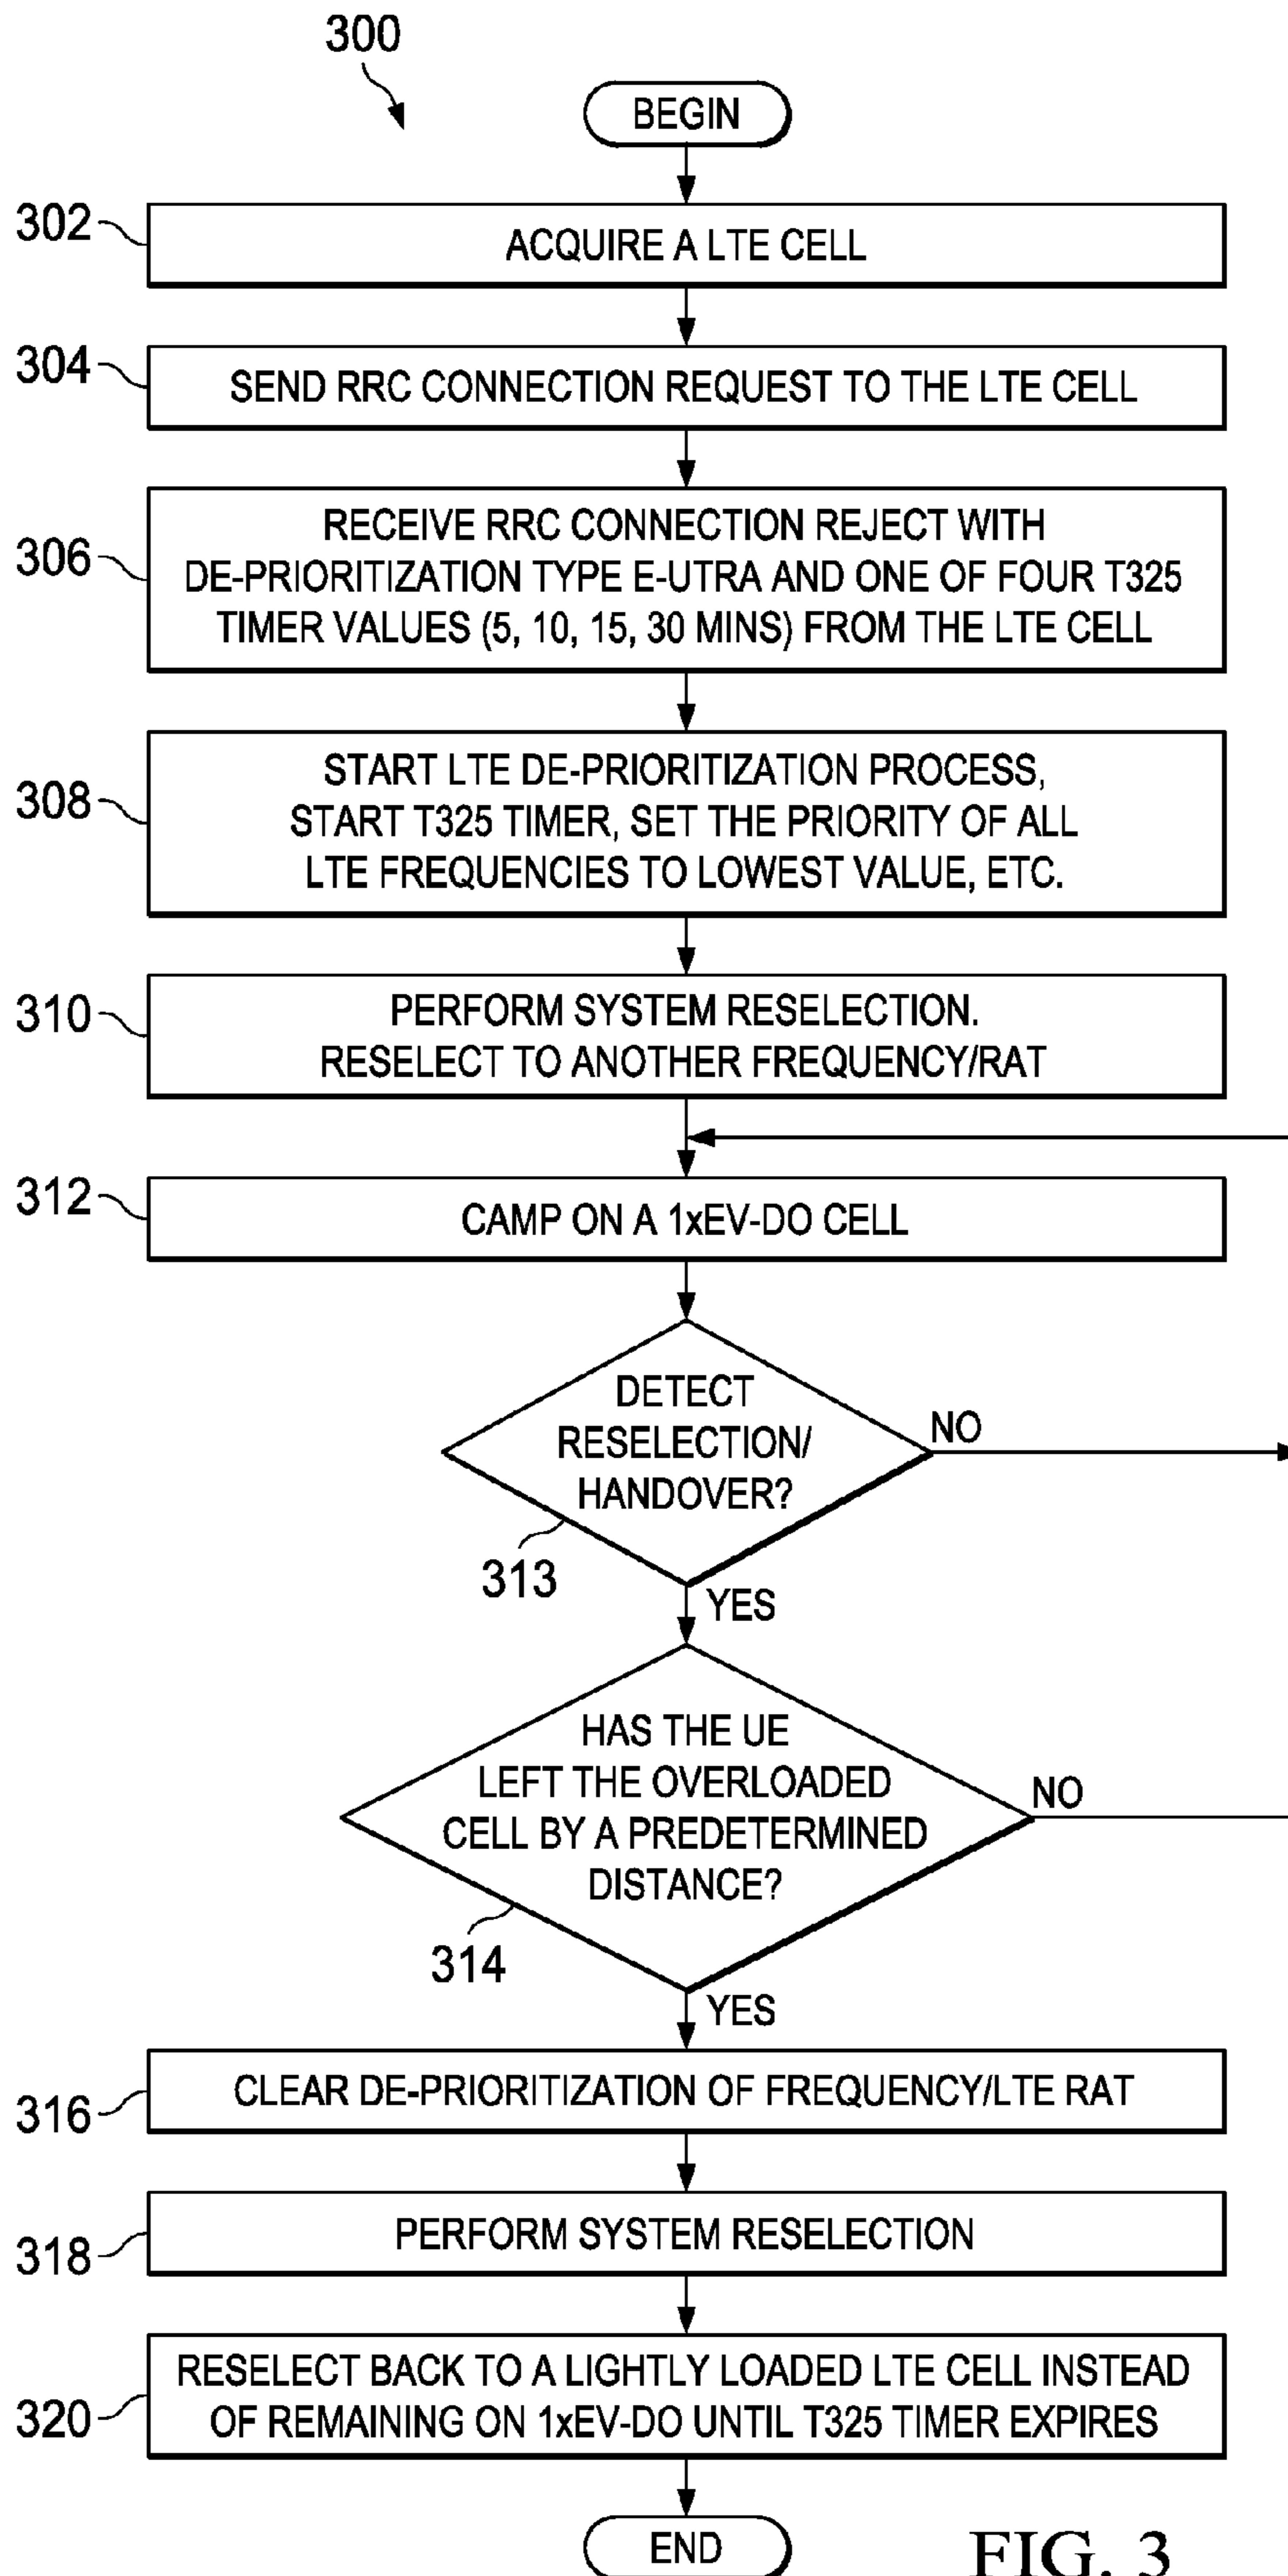 300
BEGIN
302
ACQUIRE A LTE CELL
304
SEND RRC CONNECTION REQUEST TO THE LTE CELL
306
RECEIVE RRC CONNECTION REJECT WITH
DE-PRIORITIZATION TYPE E-UTRA AND ONE OF FOUR T325
TIMER VALUES (5, 10, 15, 30 MINS) FROM THE LTE CELL
308
START LTE DE-PRIORITIZATION PROCESS,
START T325 TIMER, SET THE PRIORITY OF ALL
LTE FREQUENCIES TO LOWEST VALUE, ETC.
310
PERFORM SYSTEM RESELECTION.
RESELECT TO ANOTHER FREQUENCY/RAT
312
CAMP ON A 1xEV-DO CELL
DETECT
RESELECTION/
HANDOVER?
NO
313
YES
HAS THE UE
LEFT THE OVERLOADED
CELL BY A PREDETERMINED
DISTANCE?
NO
314
YES
316
CLEAR DE-PRIORITIZATION OF FREQUENCY/LTE RAT
318
PERFORM SYSTEM RESELECTION
320
RESELECT BACK TO A LIGHTLY LOADED LTE CELL INSTEAD
OF REMAINING ON 1xEV-DO UNTIL T325 TIMER EXPIRES
END
FIG. 3